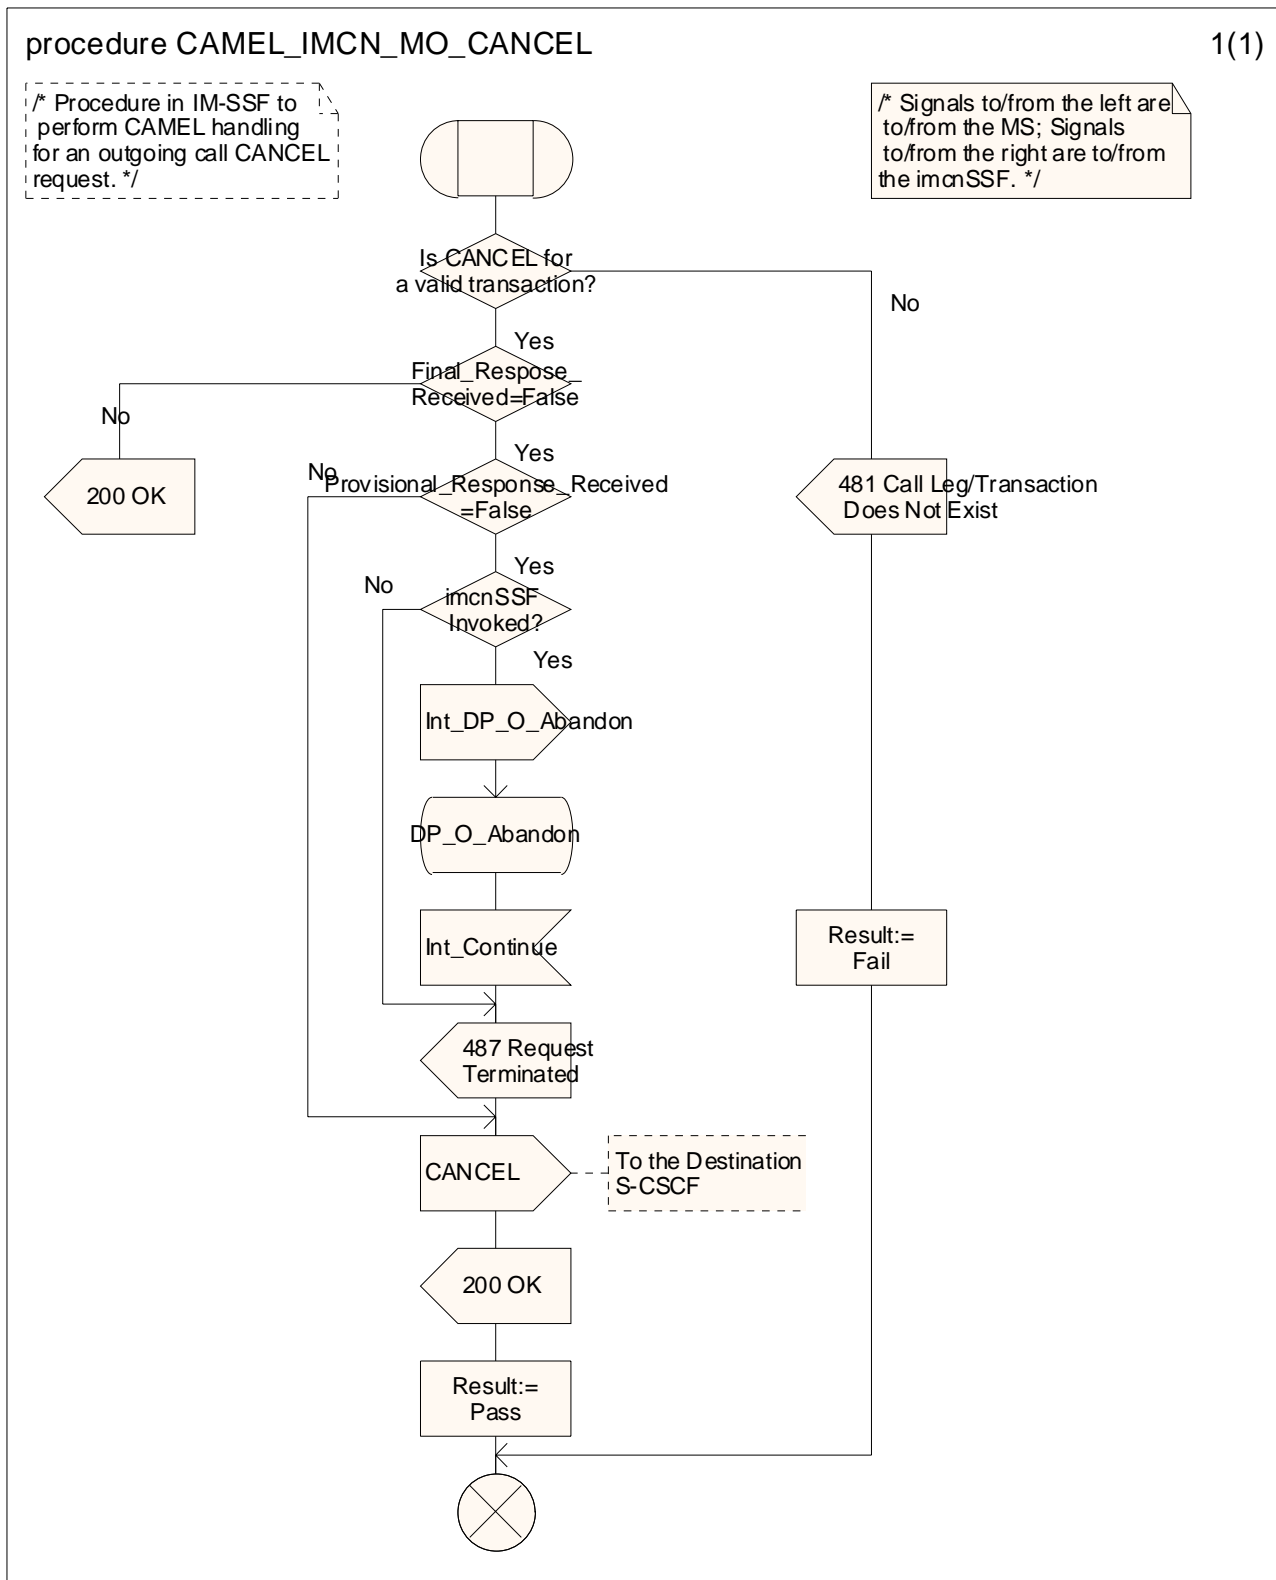 procedure CAMEL_IMCN_MO_CANCEL
1(1)
/* Procedure in IM-SSF to
perform CAMEL handling
for an outgoing call CANCEL
request. */
/* Signals to/from the left are
to/from the MS; Signals
to/from the right are to/from
the imcnSSF. */
Is CANCEL for
a valid transaction?
No
Yes
Final_Respose_
Received=False
No
Yes
200 OK
No
Provisional_Response_Received
=False
481 Call Leg/Transaction
Does Not Exist
Yes
No
imcnSSF
Invoked?
Yes
Int_DP_O_Abandon
DP_O_Abandon
Int_Continue
Result:=
Fail
487 Request
Terminated
CANCEL
To the Destination
S-CSCF
200 OK
Result:=
Pass